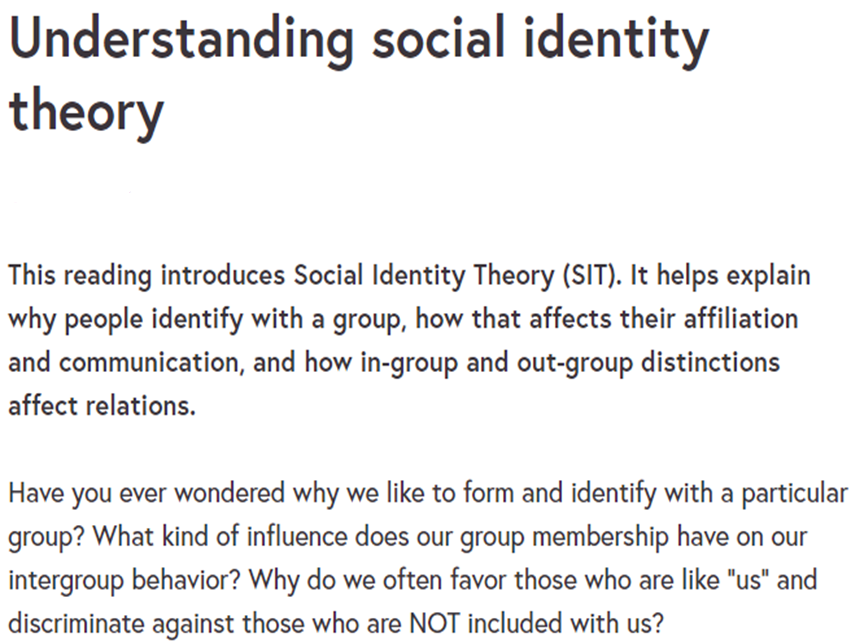 Understanding social identity
theory
This reading introduces Social Identity Theory (SIT). It helps explain
why people identify with a group, how that affects their affiliation
and communication, and how in-group and out-group distinctions
affect relations.
Have you ever wondered why we like to form and identify with a particular
group? What kind of influence does our group membership have on our
intergroup behavior? Why do we often favor those who are like "us" and
discriminate against those who are NOT included with us?